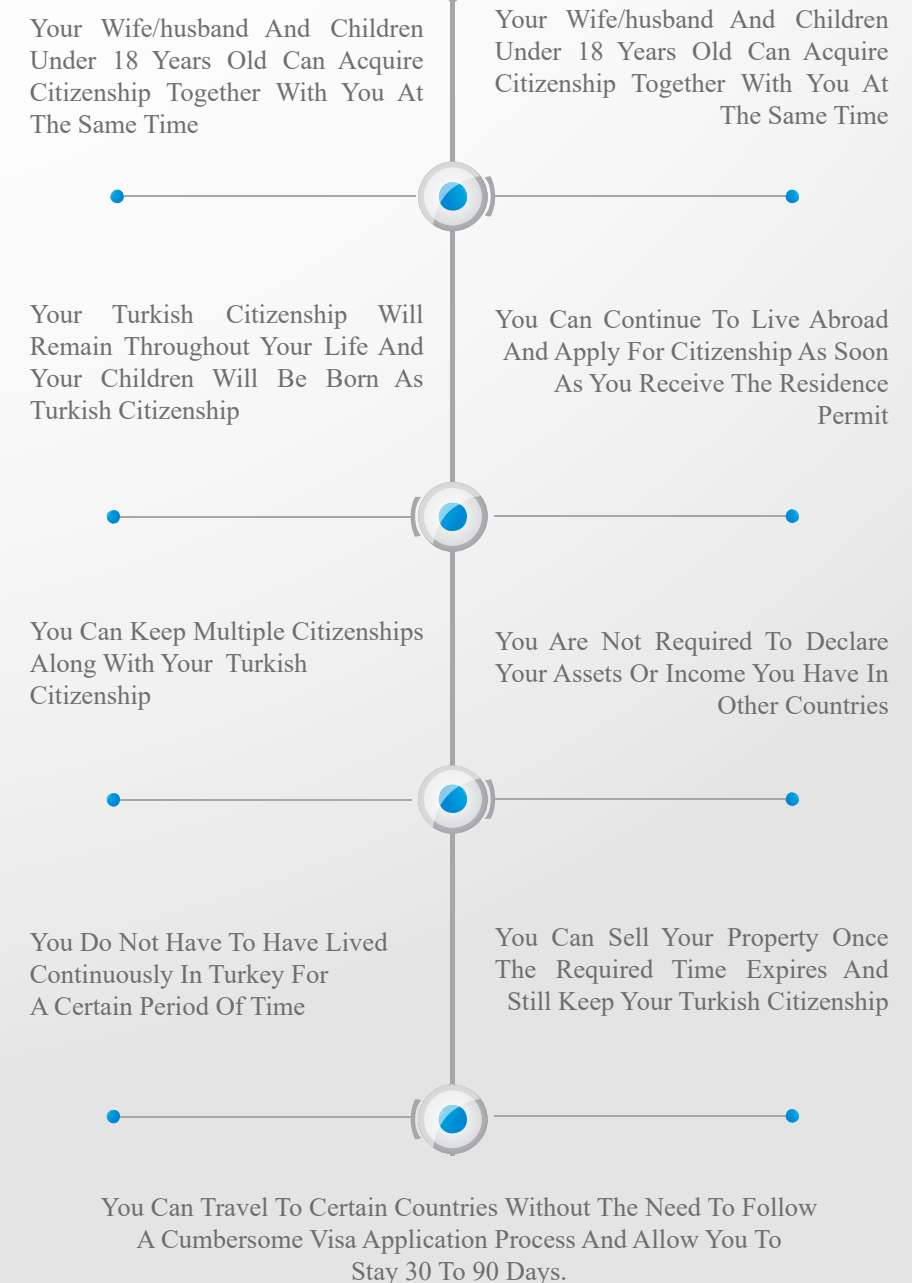 Your Wife/husband And Children
Under 18 Years Old Can Acquire
Citizenship Together With You At
The Same Time
Your Wife/husband And Children
Under 18 Years Old Can Acquire
Citizenship Together With You At
The Same Time
Your Turkish Citizenship Will
Remain Throughout Your Life And
Your Children Will Be Born As
Turkish Citizenship
You Can Continue To Live Abroad
And Apply For Citizenship As Soon
As You Receive The Residence
Permit
You Can Keep Multiple Citizenships
Along With Your Turkish
Citizenship
You Are Not Required To Declare
Your Assets Or Income You Have In
Other Countries
You Do Not Have To Have Lived
Continuously In Turkey For
A Certain Period Of Time
You Can Sell Your Property Once
The Required Time Expires And
Still Keep Your Turkish Citizenship
You Can Travel To Certain Countries Without The Need To Follow
A Cumbersome Visa Application Process And Allow You To
Stay 30 To 90 Days.